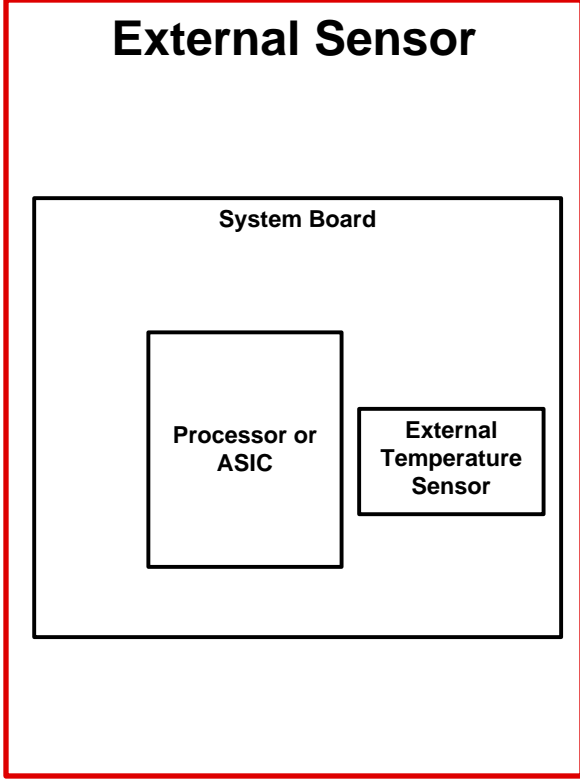 External Sensor
System Board
Processor or
ASIC
External
Temperature
Sensor